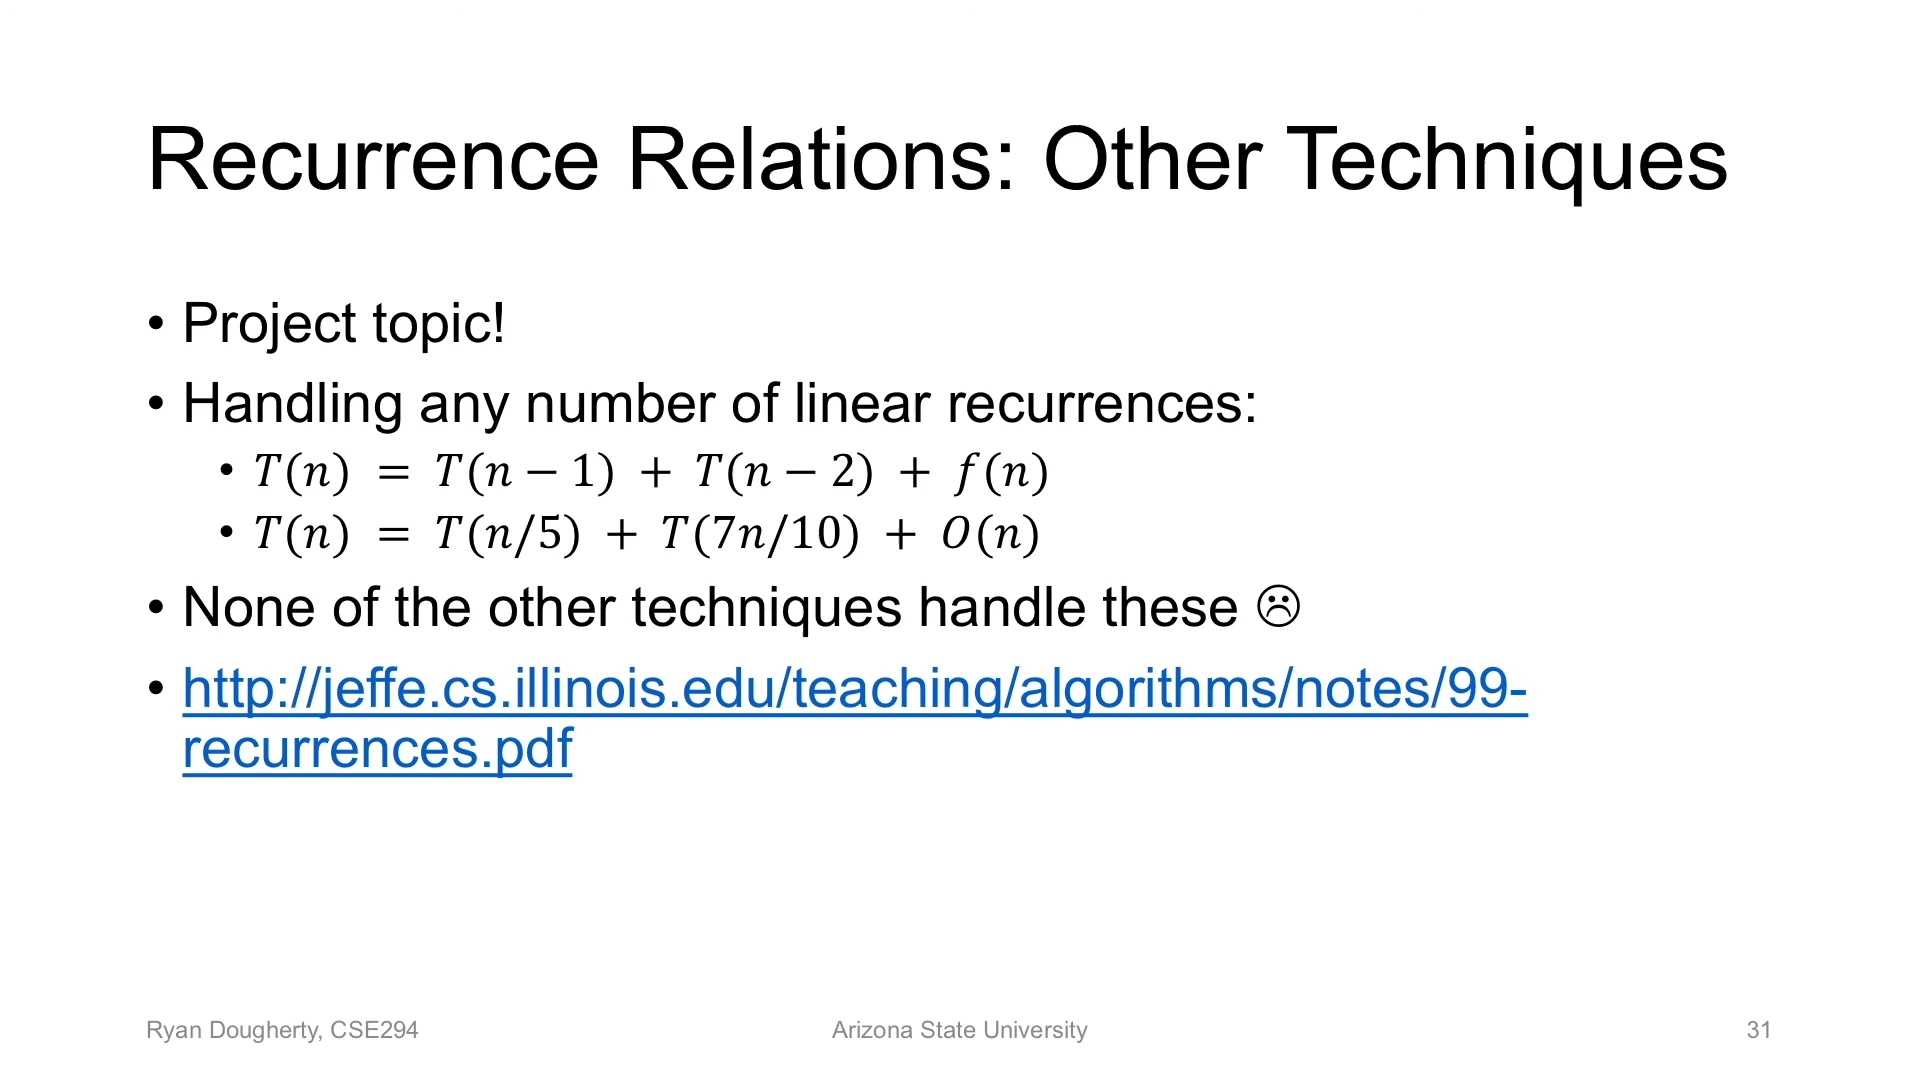 Recurrence Relations: Other Techniques
• Project topic!
• Handling any number of linear recurrences:
• T(n) = T(n − 1) + T(n − 2) + f(n)
• T(n) = T(n/5) + T(7n/10) + O(n)
• None of the other techniques handle these ☹
• http://jeffe.cs.illinois.edu/teaching/algorithms/notes/99-
recurrences.pdf
Ryan Dougherty, CSE294
Arizona State University
31